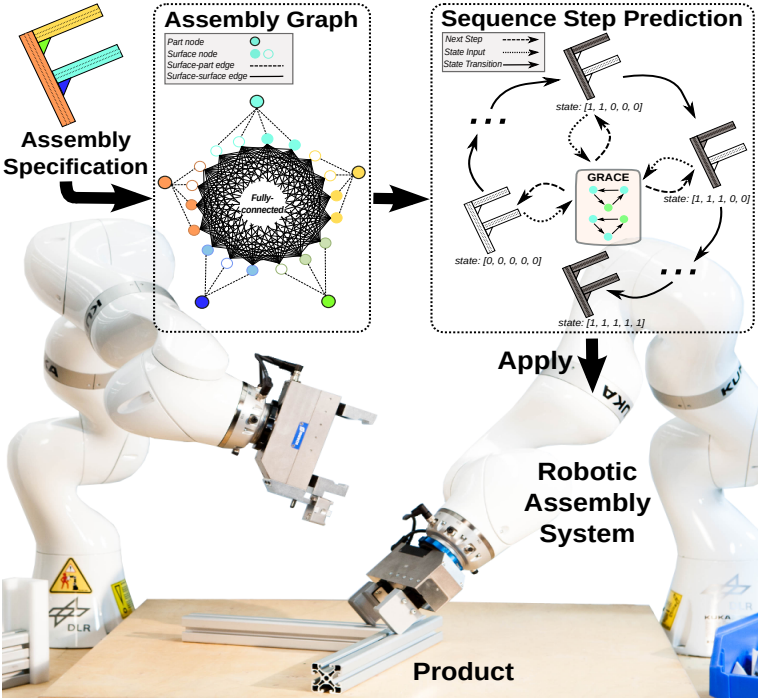 Assembly Graph
Part node
Surface node
Surface-part edge
Surface-surface edge
Fully-
connected
Assembly
Specification
Sequence Step Prediction
Next Step
State Input
State Transition
state: [1, 1, 0, 0, 0]
...
GRACE
state: [1, 1, 1, 0, 0]
state: [0, 0, 0, 0, 0]
...
state: [1, 1, 1, 1, 1]
Apply
KUKA
KA
UKA
KUK
Robotic
Assembly
System
DLR
DLR
KUKA
Product